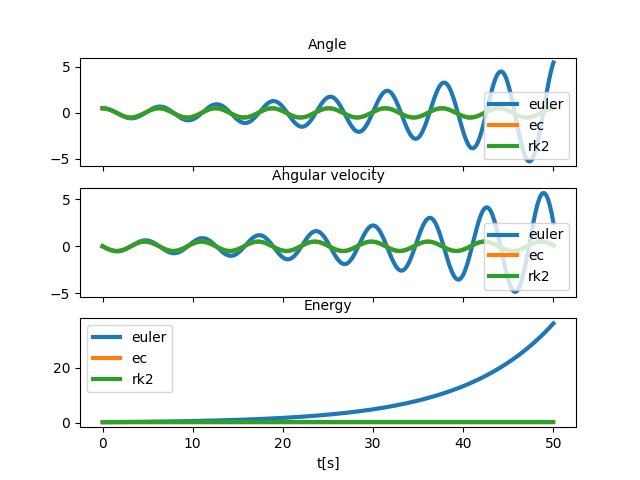 Angle
5
0
−5
euler
ec
rk2
Angular velocity
5
0
−5
euler
ec
rk2
Energy
20
0
euler
ec
rk2
0 10 20 30 40 50
t[s]